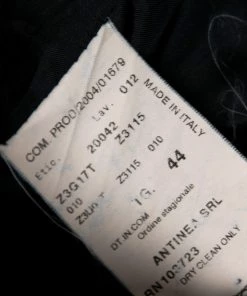 COM. PROD/2004/01679
Etic. Lav. 012
20042
Z3G17T Z3115
010
Z3115 010
IG. 44
DT.IN.COM
Ordine stagionale
ANTINEA SRL
RN 103723
DRY CLEAN ONLY
MADE IN ITALY